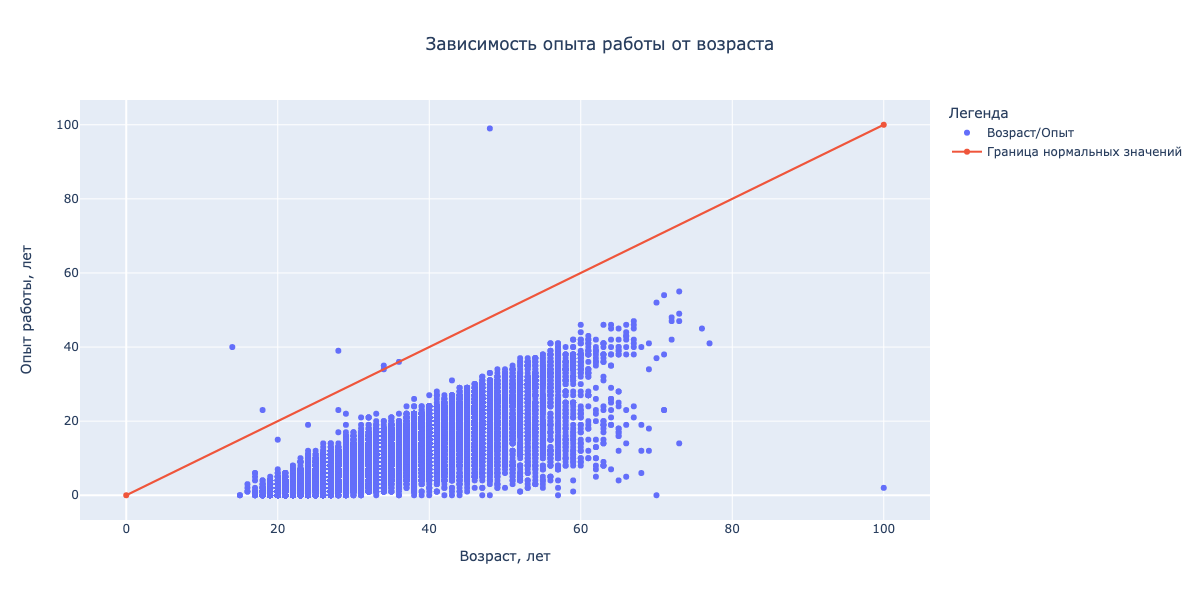 Зависимость опыта работы от возраста
Легенда
Возраст/Опыт
Граница нормальных значений
Опыт работы, лет
100
80
60
40
20
0
0 20 40 60 80 100
Возраст, лет